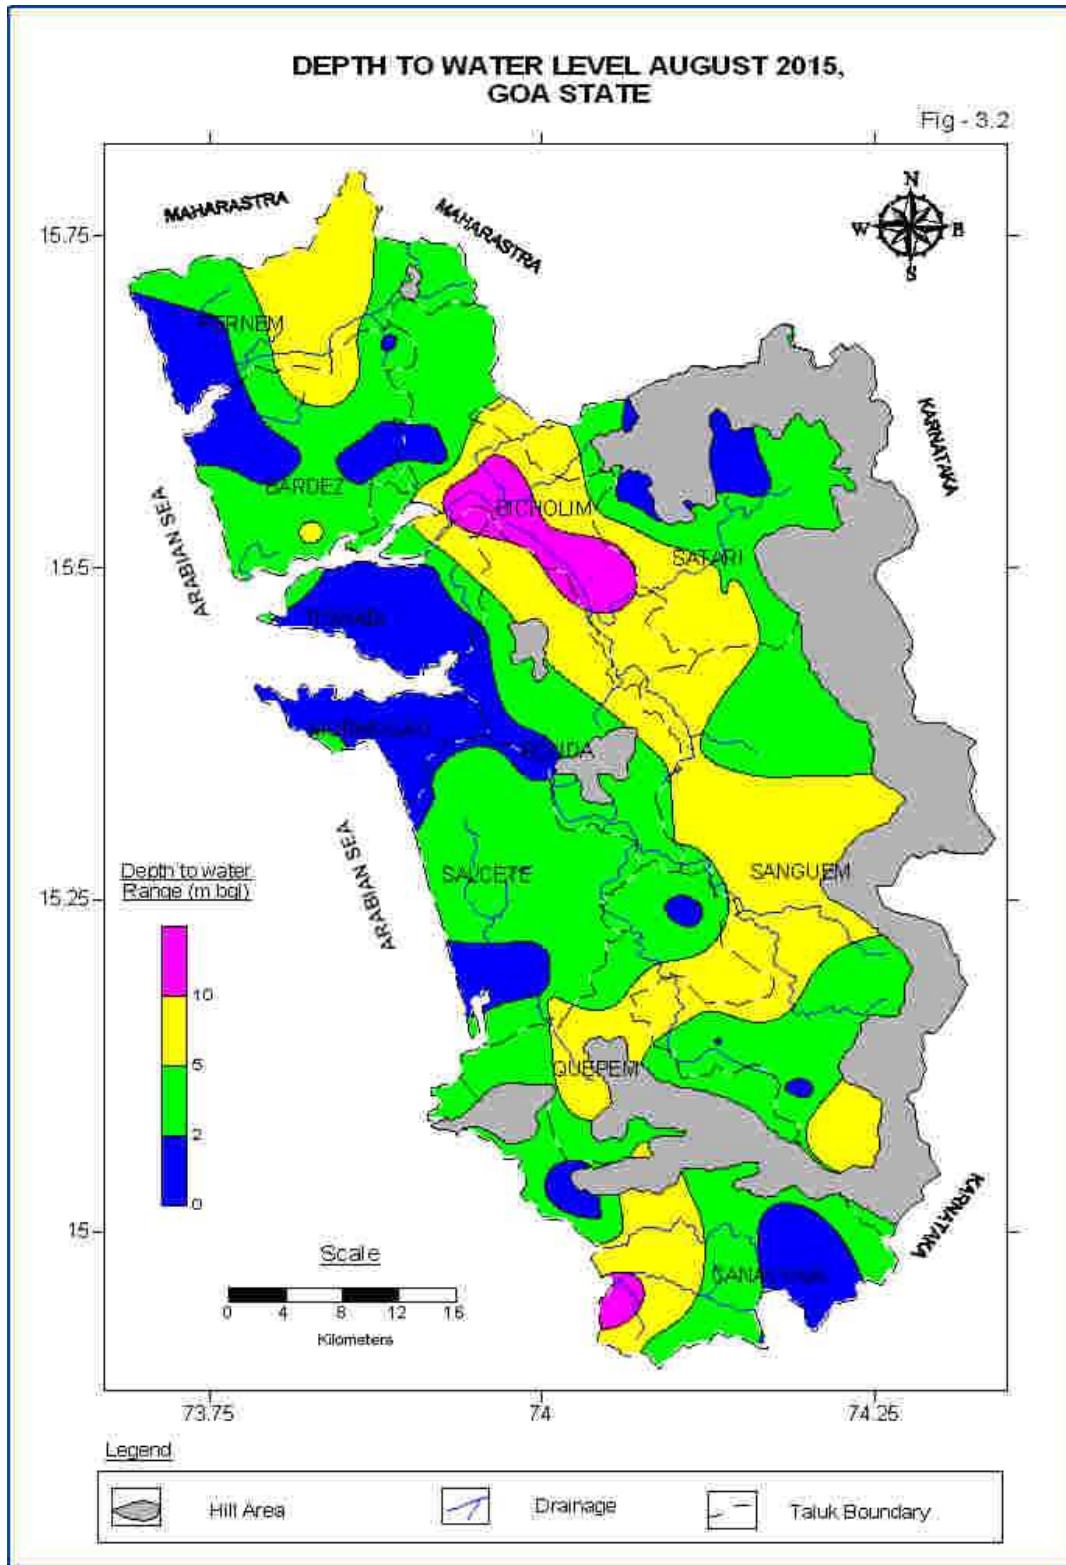 DEPTH TO WATER LEVEL AUGUST 2015,
GOA STATE
Fig - 3.2
MAHARASTRA
MAHARASTRA
N
W E
S
15.75
PERNEM
KARNATAKA
BARDEZ
BICHOLIM
ARABIAN SEA
SATARI
15.5
TISWADI
MURMUGAO
PONDA
ARABIAN SEA
SALCETE
SANGUEM
Depth to water
Range (m bgl)
15.25
10
5
2
0
QUEPEM
KARNATAKA
15
CANACONA
Scale
0 4 8 12 16
Kilometers
73.75 74 74.25
Legend
Hill Area
Drainage
Taluk Boundary